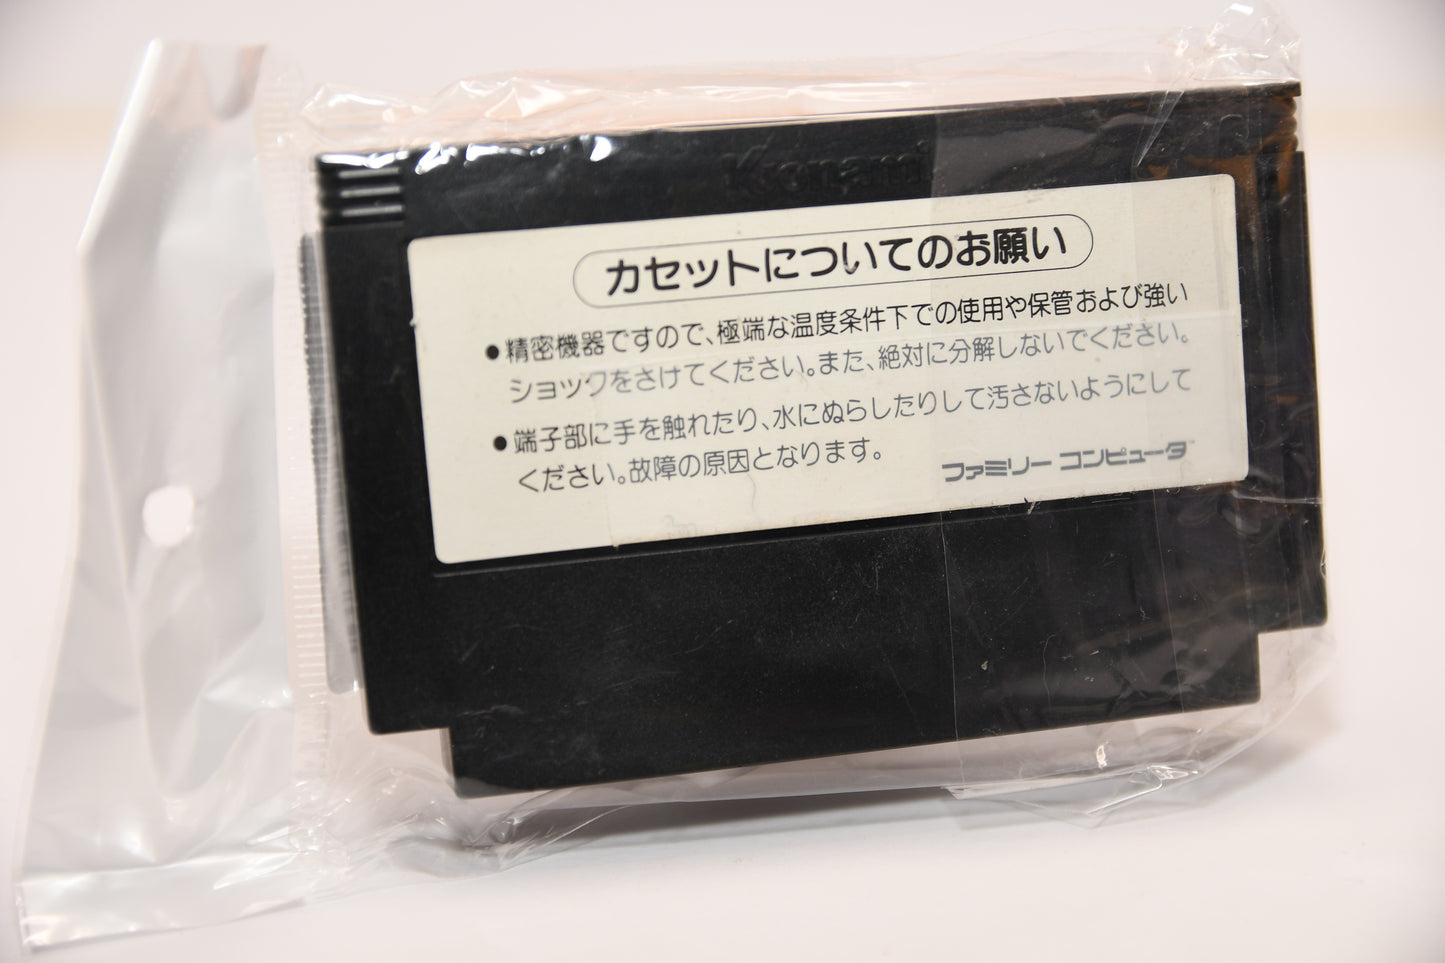 Konami
カセットについてのお願い
●精密機器ですので、極端な温度条件下での使用や保管および強い
ショックをさけてください。また、絶対に分解しないでください。
●端子部に手を触れたり、水にぬらしたりして汚さないようにして
ください。故障の原因となります。
ファミリー コンピュータ™